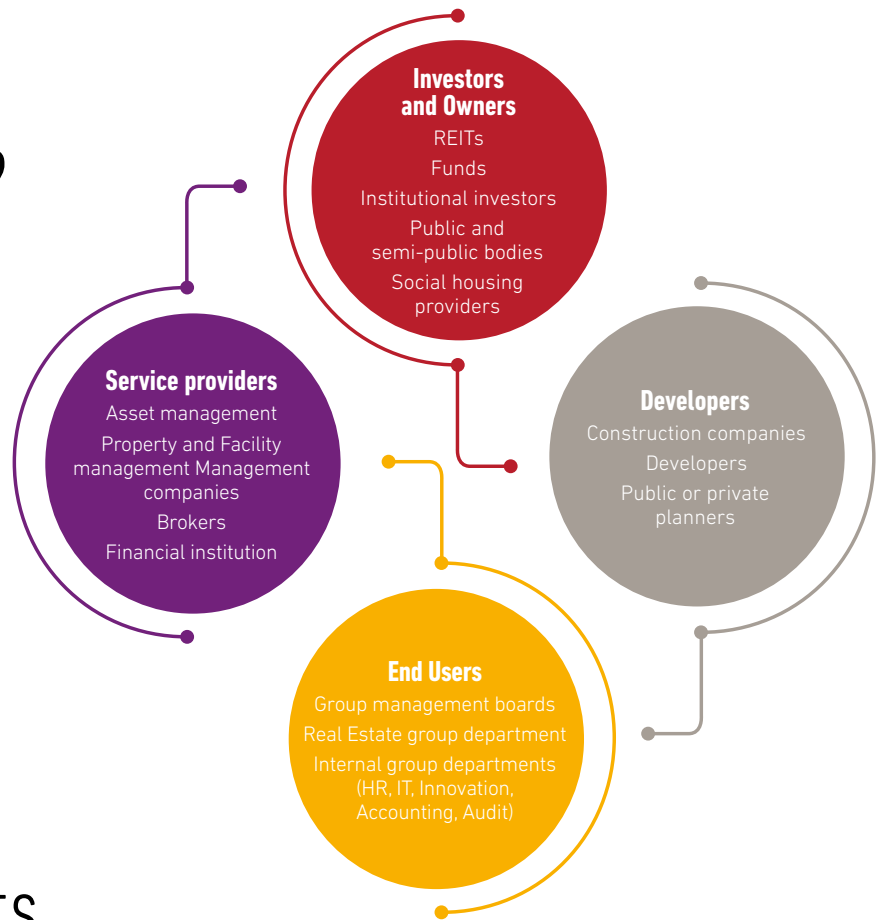 Investors
and Owners
REITs
Funds
Institutional investors
Public and
semi-public bodies
Social housing
providers
Service providers
Asset management
Property and Facility
management Management
companies
Brokers
Financial institution
Developers
Construction companies
Developers
Public or private
planners
End Users
Group management boards
Real Estate group department
Internal group departments
(HR, IT, Innovation,
Accounting, Audit)